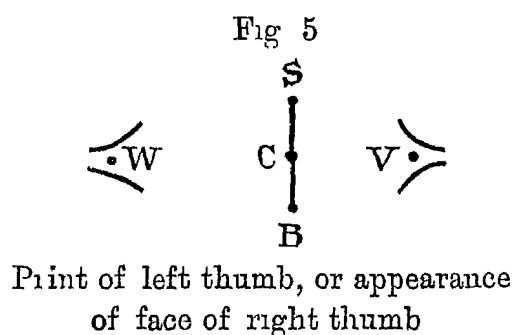 Fig 5
S
W C V
B
Print of left thumb, or appearance
of face of right thumb